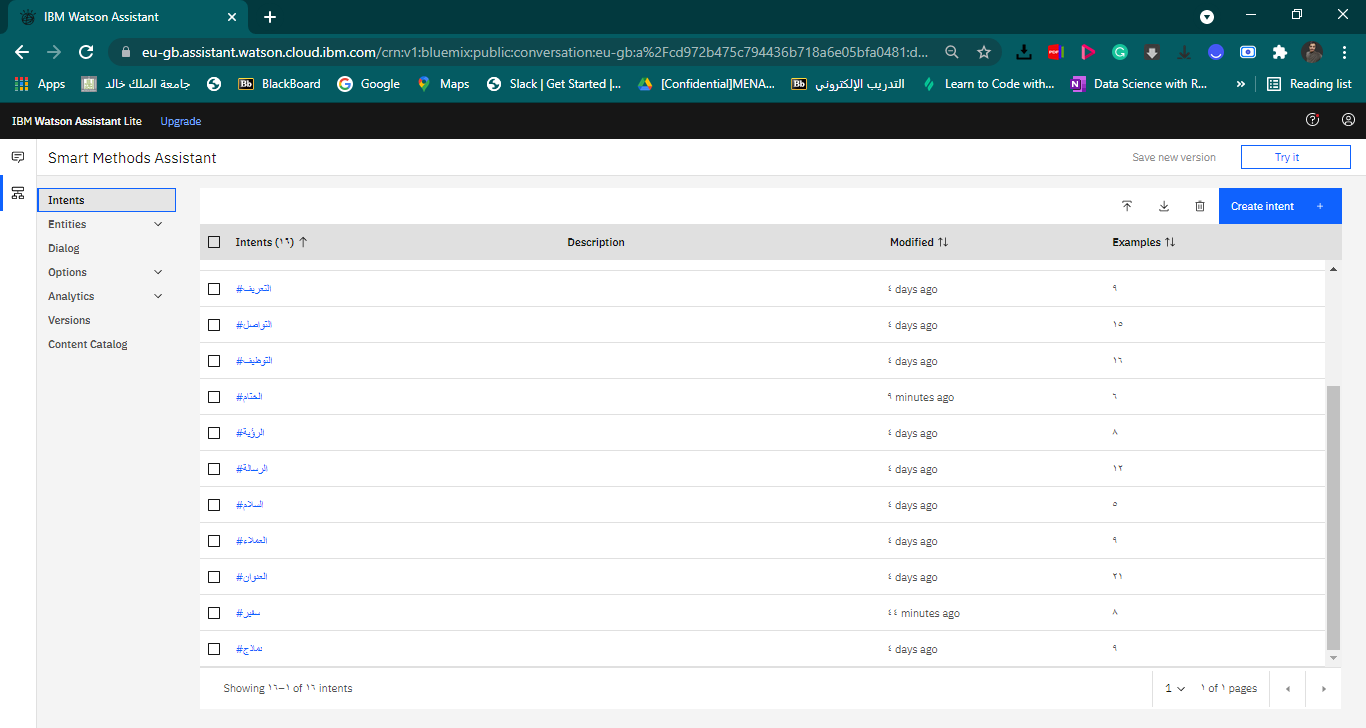 IBM Watson Assistant
eu-gb.assistant.watson.cloud.ibm.com/crn:v1:bluemix:public:conversation:eu-gb:a%2Fcd972b475c794436b718a6e05bfa0481:d...
Apps جامعة الملك خالد Bb BlackBoard Google Maps Slack | Get Started |... [Confidential]MENA... Bb التدريب الإلكتروني Learn to Code with... Data Science with R... » Reading list
IBM Watson Assistant Lite Upgrade
Smart Methods Assistant Save new version Try it
Intents
Entities
Dialog
Options
Analytics
Versions
Content Catalog
Create intent +
Intents (١٦) Description Modified Examples
#التعريف ٤ days ago ٩
#التواصل ٤ days ago ١٥
#التوظيف ٤ days ago ١٦
#الختام ٩ minutes ago ٦
#الرؤية ٤ days ago ٨
#الرسالة ٤ days ago ١٢
#السلام ٤ days ago ٥
#العملاء ٤ days ago ٩
#العنوان ٤ days ago ٢١
#سفير ٤٤ minutes ago ٨
#نماذج ٤ days ago ٩
Showing ١٦–١ of ١٦ intents 1 ١ of ١ pages